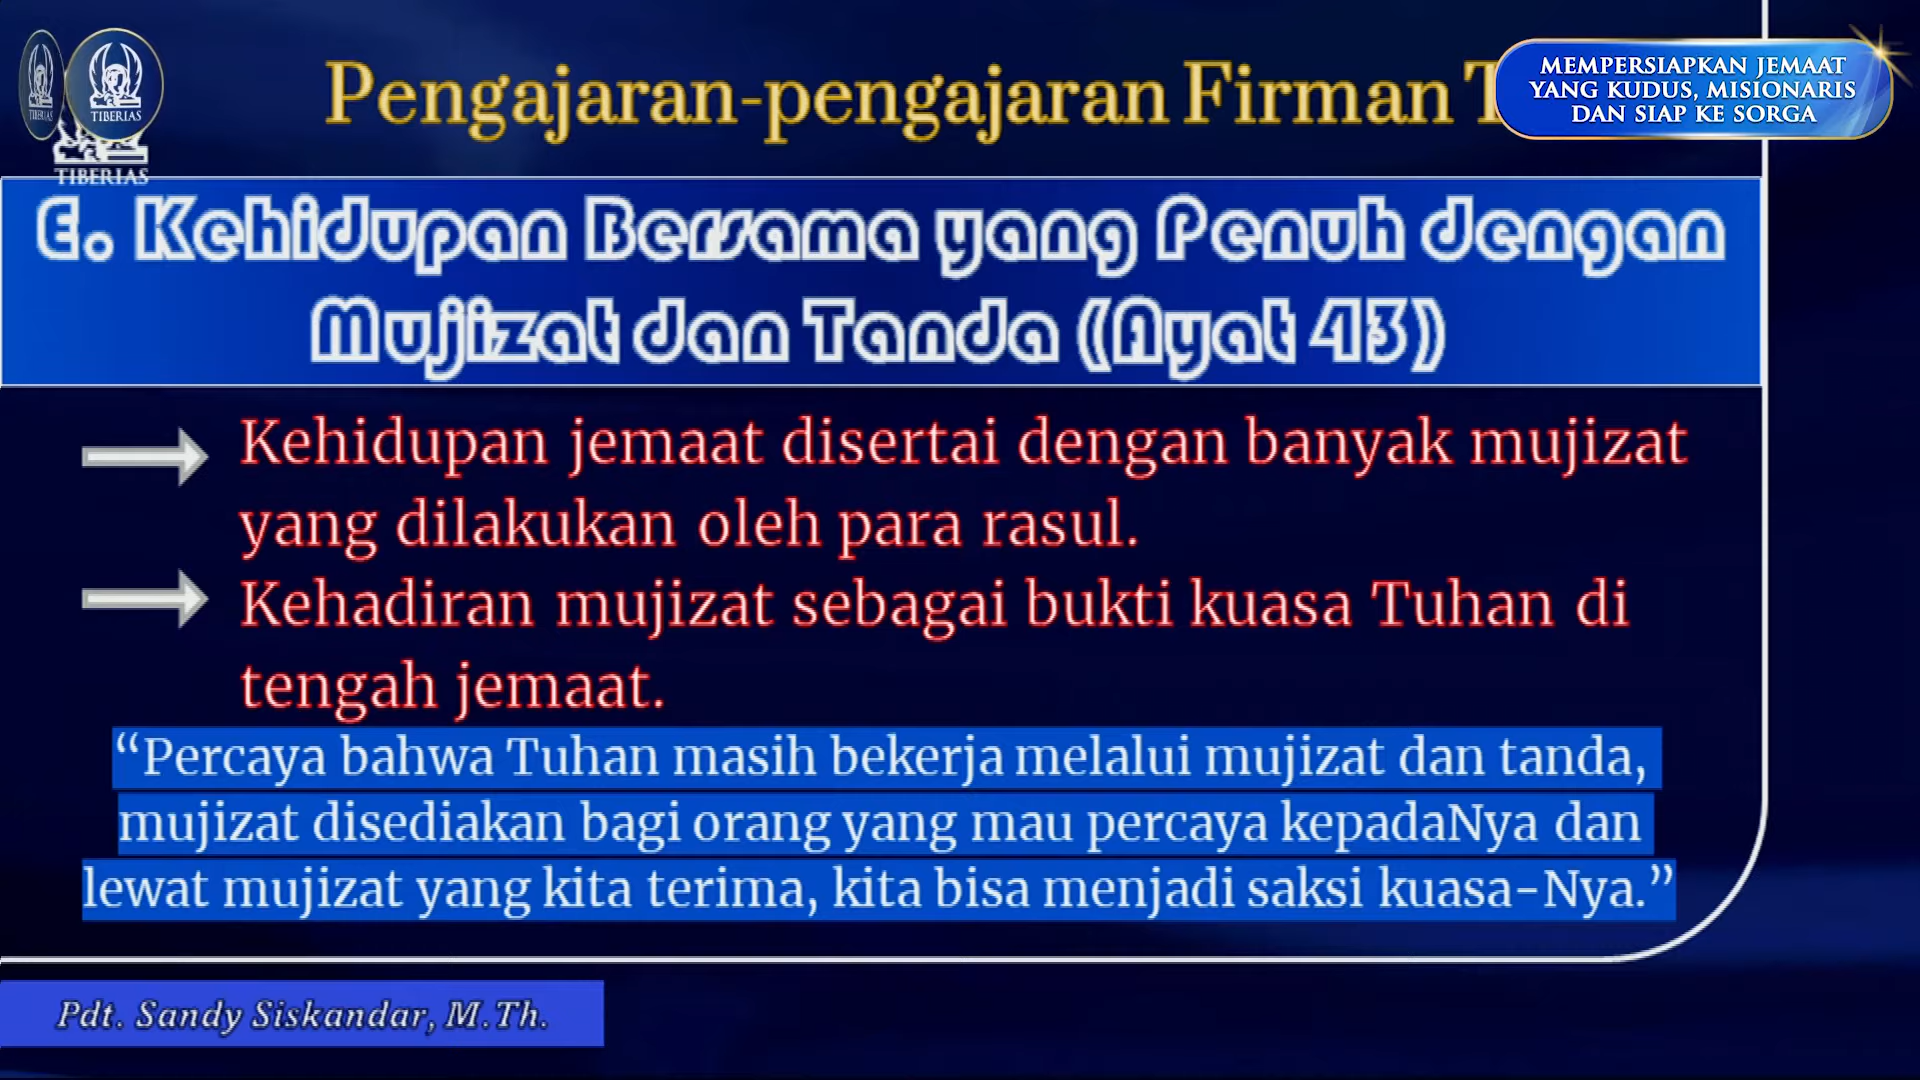 TIBERIAS
TIBERIAS
TIBERIAS
Pengajaran-pengajaran Firman T
MEMPERSIAPKAN JEMAAT
YANG KUDUS, MISIONARIS
DAN SIAP KE SORGA
E. Kehidupan Bersama yang Penuh dengan
Mujizat dan Tanda (Ayat 43)
Kehidupan jemaat disertai dengan banyak mujizat
yang dilakukan oleh para rasul.
Kehadiran mujizat sebagai bukti kuasa Tuhan di
tengah jemaat.
“Percaya bahwa Tuhan masih bekerja melalui mujizat dan tanda,
mujizat disediakan bagi orang yang mau percaya kepadaNya dan
lewat mujizat yang kita terima, kita bisa menjadi saksi kuasa-Nya.”
Pdt. Sandy Siskandar, M.Th.